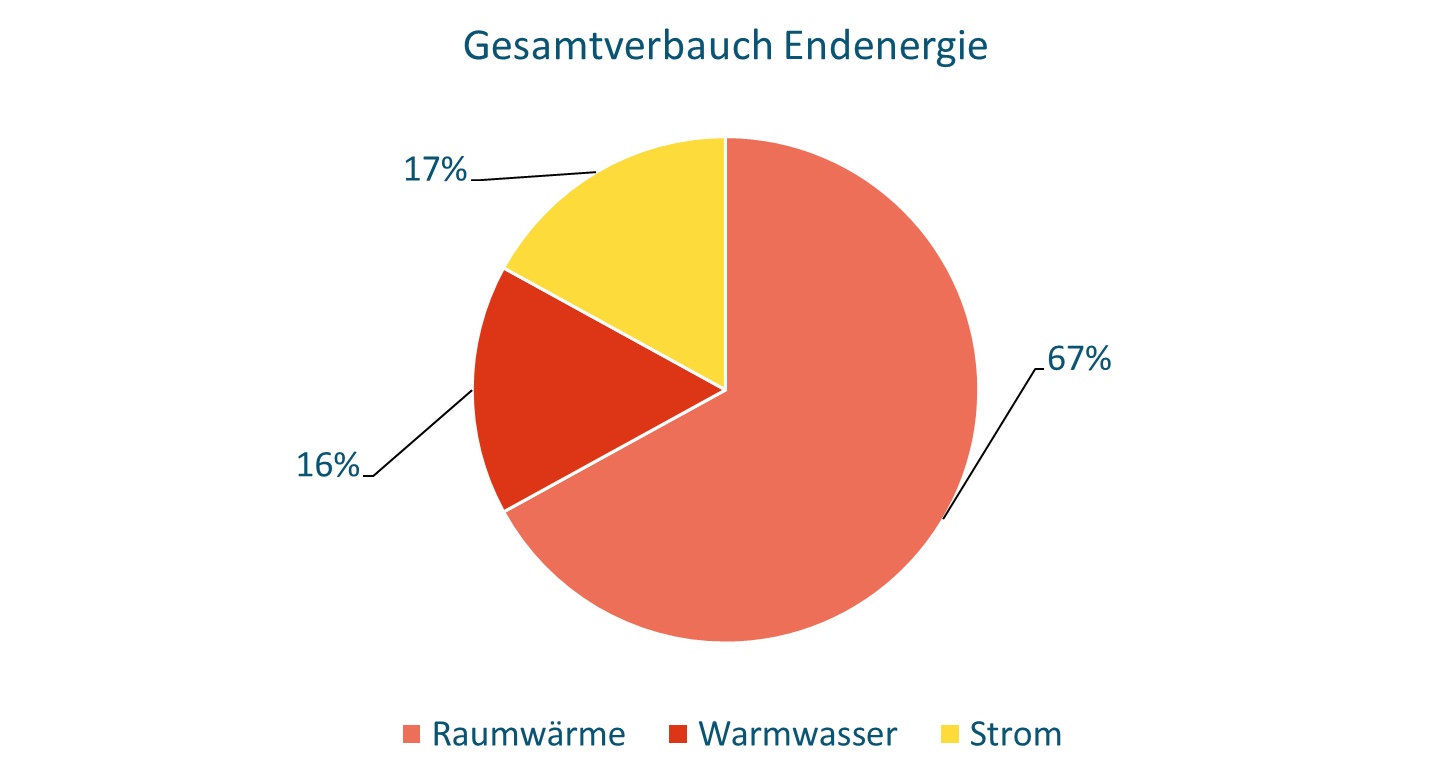 Gesamtverbauch Endenergie
17%
67%
16%
Raumwärme Warmwasser Strom